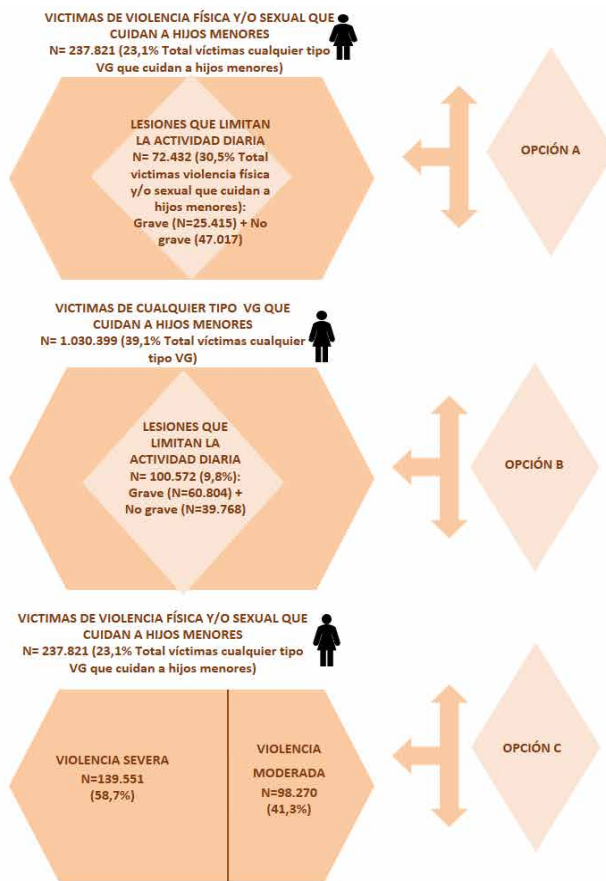 VICTIMAS DE VIOLENCIA FÍSICA Y/O SEXUAL QUE
CUIDAN A HIJOS MENORES
N= 237.821 (23,1% Total víctimas cualquier tipo
VG que cuidan a hijos menores)
LESIONES QUE LIMITAN
LA ACTIVIDAD DIARIA
N= 72.432 (30,5% Total
victimas violencia física
y/o sexual que cuidan a
hijos menores):
Grave (N=25.415) + No
grave (47.017)
OPCIÓN A
VICTIMAS DE CUALQUIER TIPO VG QUE
CUIDAN A HIJOS MENORES
N= 1.030.399 (39,1% Total víctimas cualquier
tipo VG)
LESIONES QUE
LIMITAN LA
ACTIVIDAD DIARIA
N= 100.572 (9,8%):
Grave (N=60.804) +
No grave (N=39.768)
OPCIÓN B
VICTIMAS DE VIOLENCIA FÍSICA Y/O SEXUAL QUE
CUIDAN A HIJOS MENORES
N= 237.821 (23,1% Total víctimas cualquier tipo
VG que cuidan a hijos menores)
VIOLENCIA SEVERA
N=139.551
(58,7%)
VIOLENCIA
MODERADA
N=98.270
(41,3%)
OPCIÓN C